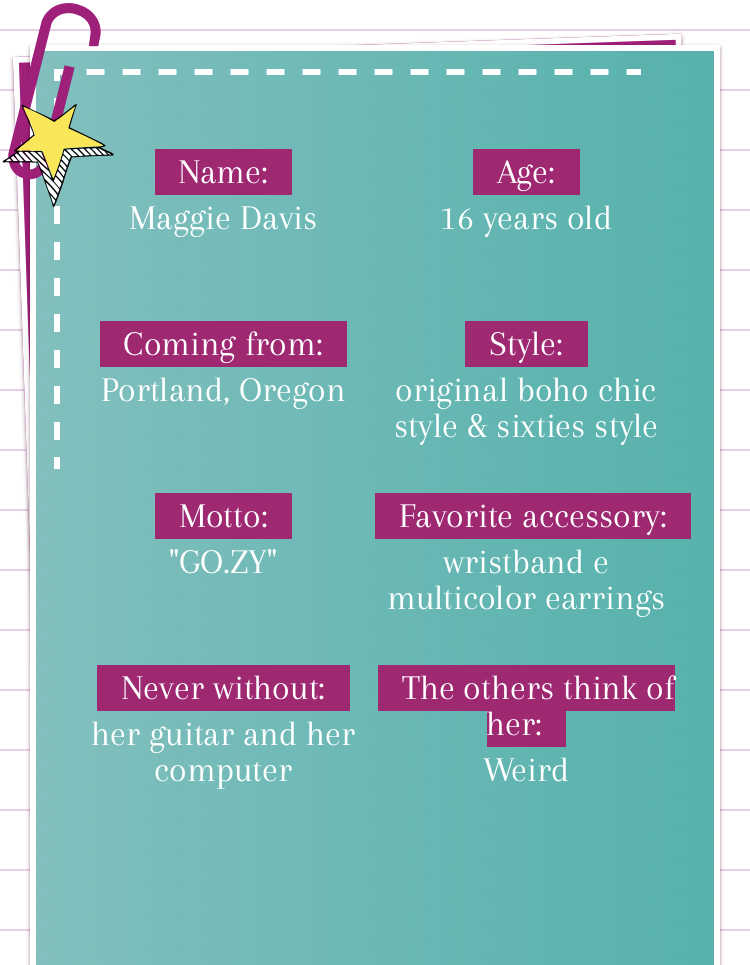 Name:
Maggie Davis
Age:
16 years old
Coming from:
Portland, Oregon
Style:
original boho chic
style & sixties style
Motto:
"GO.ZY"
Favorite accessory:
wristband e
multicolor earrings
Never without:
her guitar and her
computer
The others think of
her:
Weird